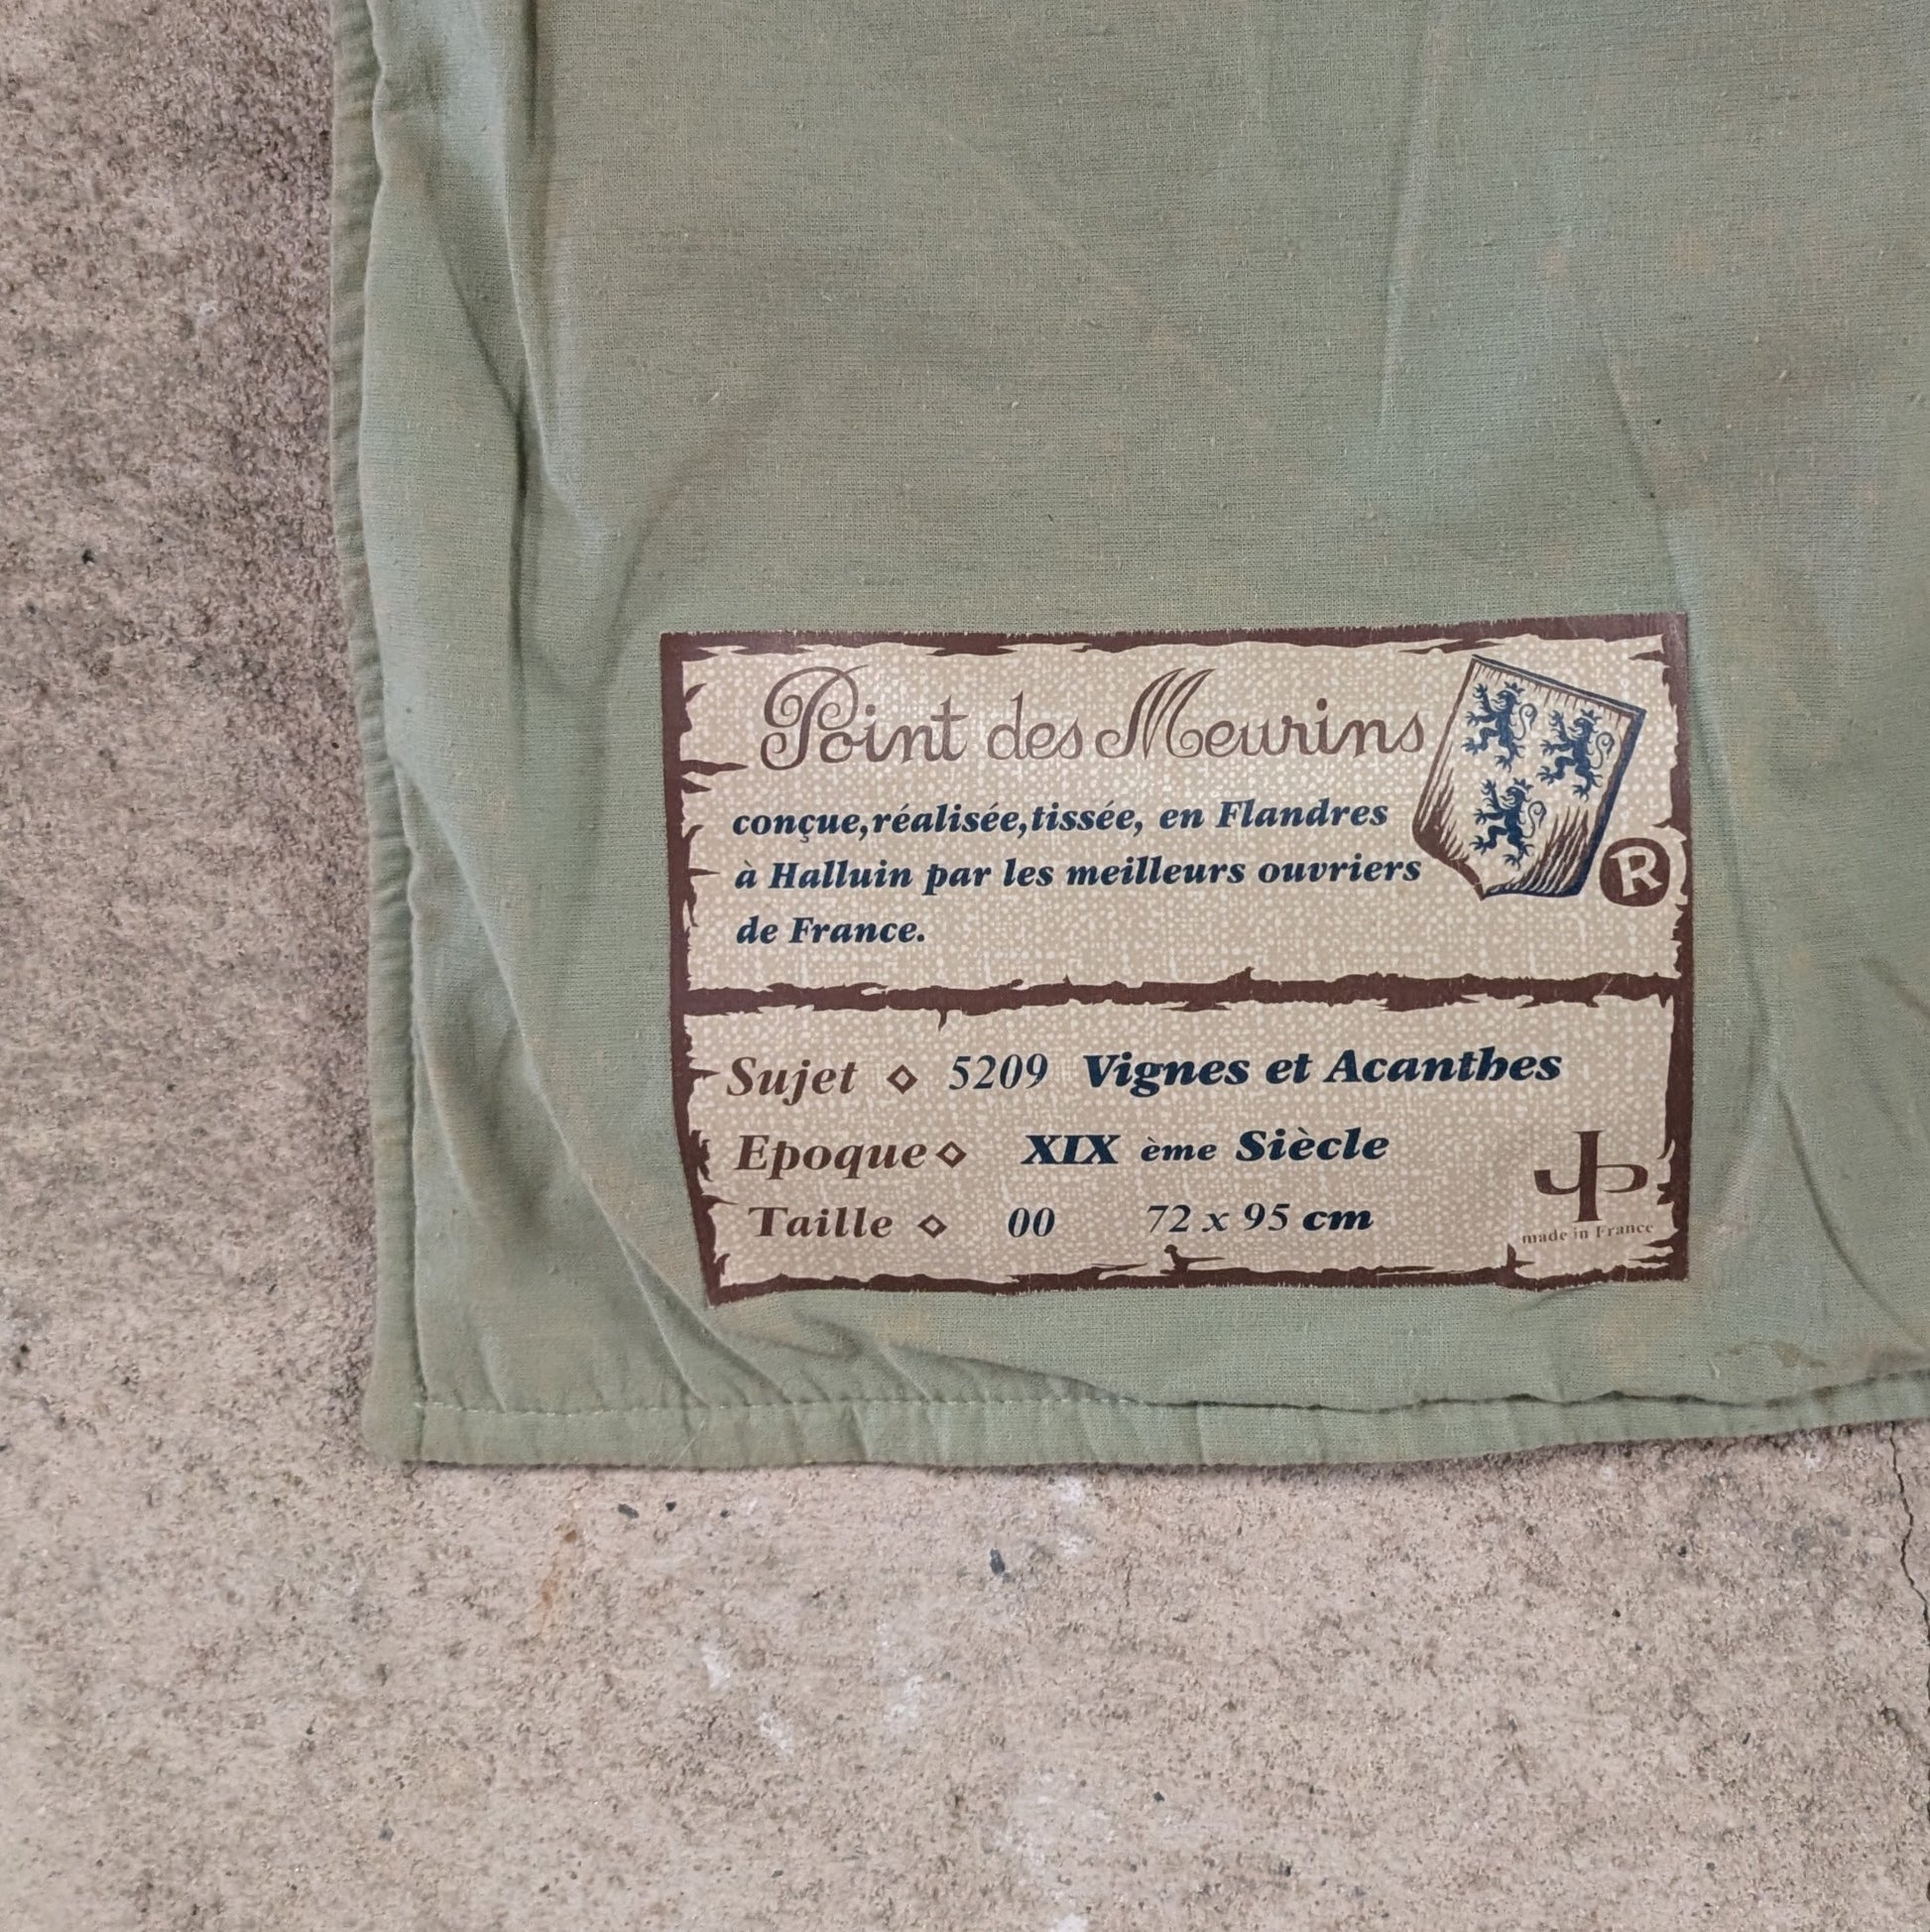 Point des Meurins
conçue,réalisée,tissée, en Flandres
à Halluin par les meilleurs ouvriers
de France.
®
Sujet ◇ 5209 Vignes et Acanthes
Epoque ◇ XIX ème Siècle
Taille ◇ 00 72 x 95 cm
made in France